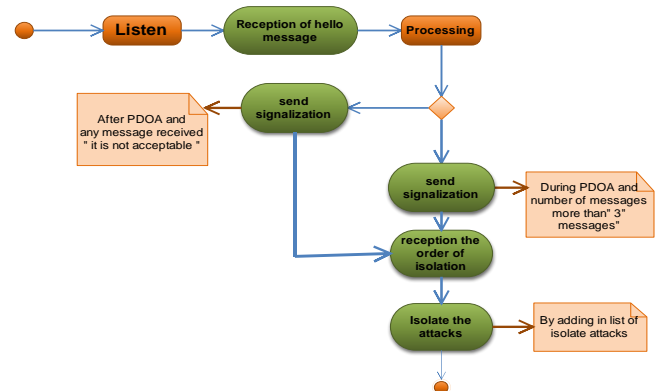 Listen
Reception of hello
message
Processing
send
signalization
After PDOA and
any message received
" it is not acceptable "
send
signalization
During PDOA and
number of messages
more than" 3"
messages"
reception the
order of
isolation
Isolate the
attacks
By adding in list of
isolate attacks